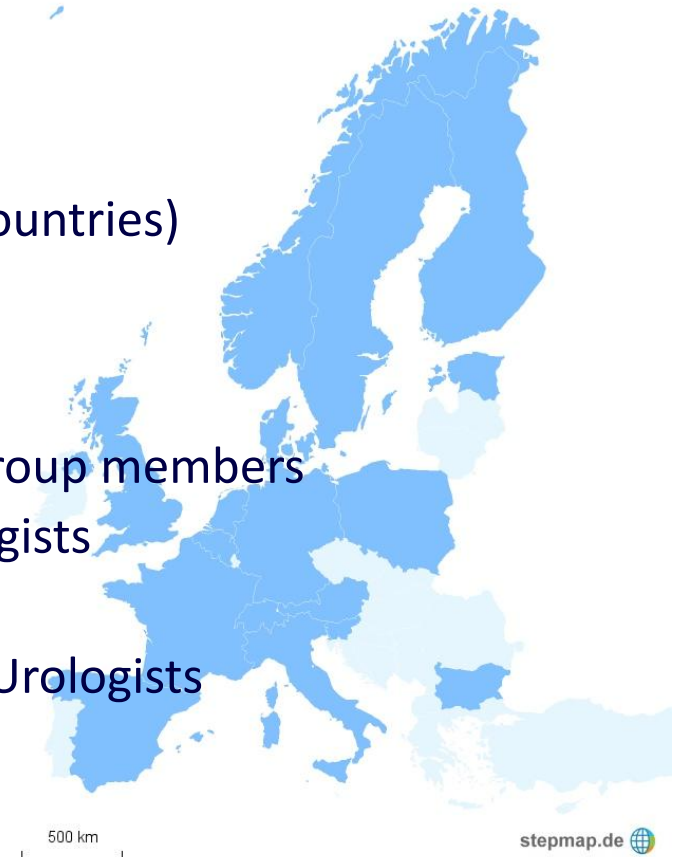 ountries)
roup members
gists
Urologists
500 km
stepmap.de